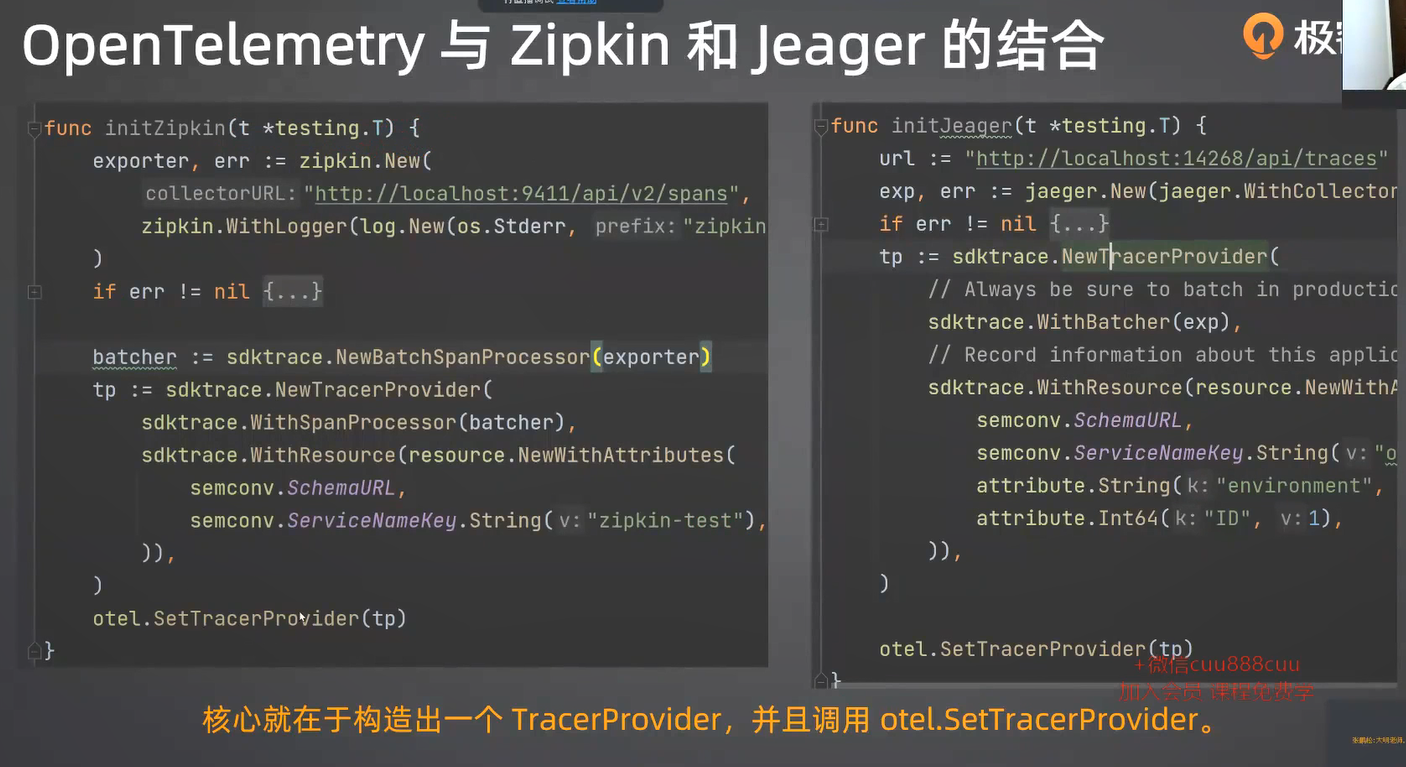 查看帮助
OpenTelemetry 与 Zipkin 和 Jeager 的结合
极客
func initZipkin(t *testing.T) {
exporter, err := zipkin.New(
collectorURL: "http://localhost:9411/api/v2/spans",
zipkin.WithLogger(log.New(os.Stderr, prefix: "zipkin
)
if err != nil {...}
batcher := sdktrace.NewBatchSpanProcessor(exporter)
tp := sdktrace.NewTracerProvider(
sdktrace.WithSpanProcessor(batcher),
sdktrace.WithResource(resource.NewWithAttributes(
semconv.SchemaURL,
semconv.ServiceNameKey.String( v: "zipkin-test"),
)),
)
otel.SetTracerProvider(tp)
}
func initJeager(t *testing.T) {
url := "http://localhost:14268/api/traces"
exp, err := jaeger.New(jaeger.WithCollector
if err != nil {...}
tp := sdktrace.NewTracerProvider(
// Always be sure to batch in productio
sdktrace.WithBatcher(exp),
// Record information about this applic
sdktrace.WithResource(resource.NewWithA
semconv.SchemaURL,
semconv.ServiceNameKey.String( v: "o
attribute.String( k: "environment",
attribute.Int64( k: "ID", v: 1),
)),
)
otel.SetTracerProvider(tp)
}
+微信cuu888cuu
加入会员 课程免费学
核心就在于构造出一个 TracerProvider，并且调用 otel.SetTracerProvider。